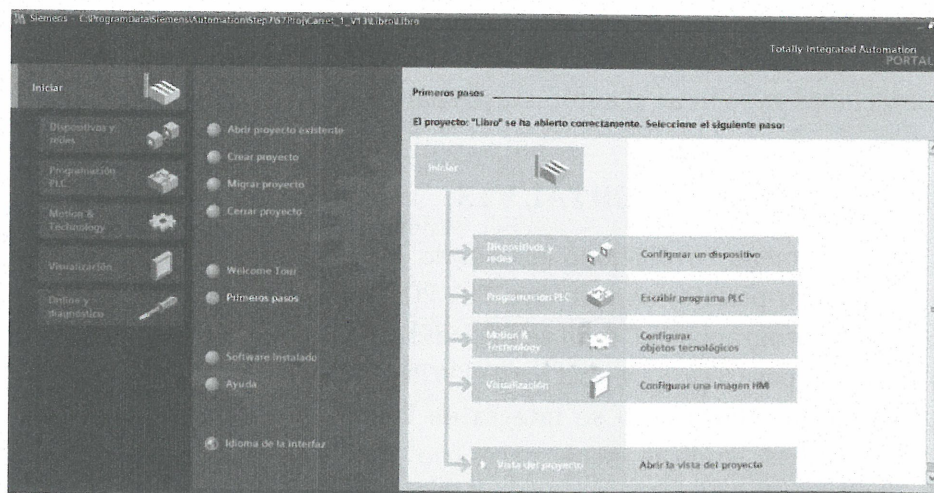 Siemens - C:\ProgramData\Siemens\Automation\Step7\S7Proj\Carret_1_V13\Libro\Libro
Totally Integrated Automation
PORTAL
Iniciar
Dispositivos y
redes
Programación
PLC
Motion &
Technology
Visualización
Online y
diagnóstico
Abrir proyecto existente
Crear proyecto
Migrar proyecto
Cerrar proyecto
Welcome Tour
Primeros pasos
Software instalado
Ayuda
Idioma de la interfaz
Primeros pasos
El proyecto: "Libro" se ha abierto correctamente. Seleccione el siguiente paso:
Iniciar
Dispositivos y
redes
Configurar un dispositivo
Programación PLC
Escribir programa PLC
Motion &
Technology
Configurar
objetos tecnológicos
Visualización
Configurar una imagen HMI
Vista del proyecto
Abrir la vista del proyecto